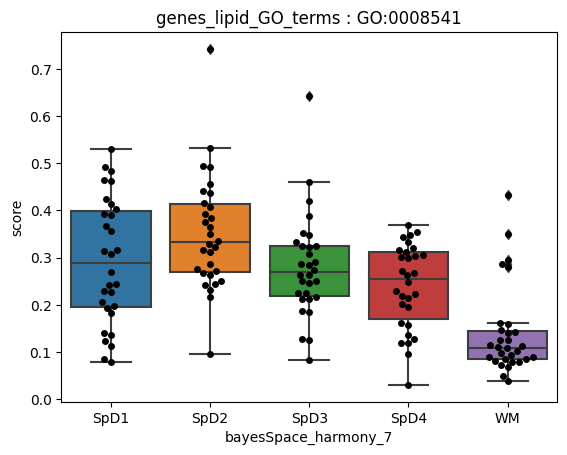 genes_lipid_GO_terms : GO:0008541
0.7
0.6
0.5
0.4
0.3
0.2
0.1
0.0
score
SpD1 SpD2 SpD3 SpD4 WM
bayesSpace_harmony_7